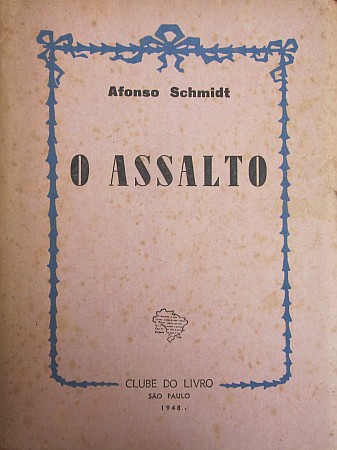 Afonso Schmidt
O ASSALTO
CLUBE DO LIVRO
SÃO PAULO
1948.